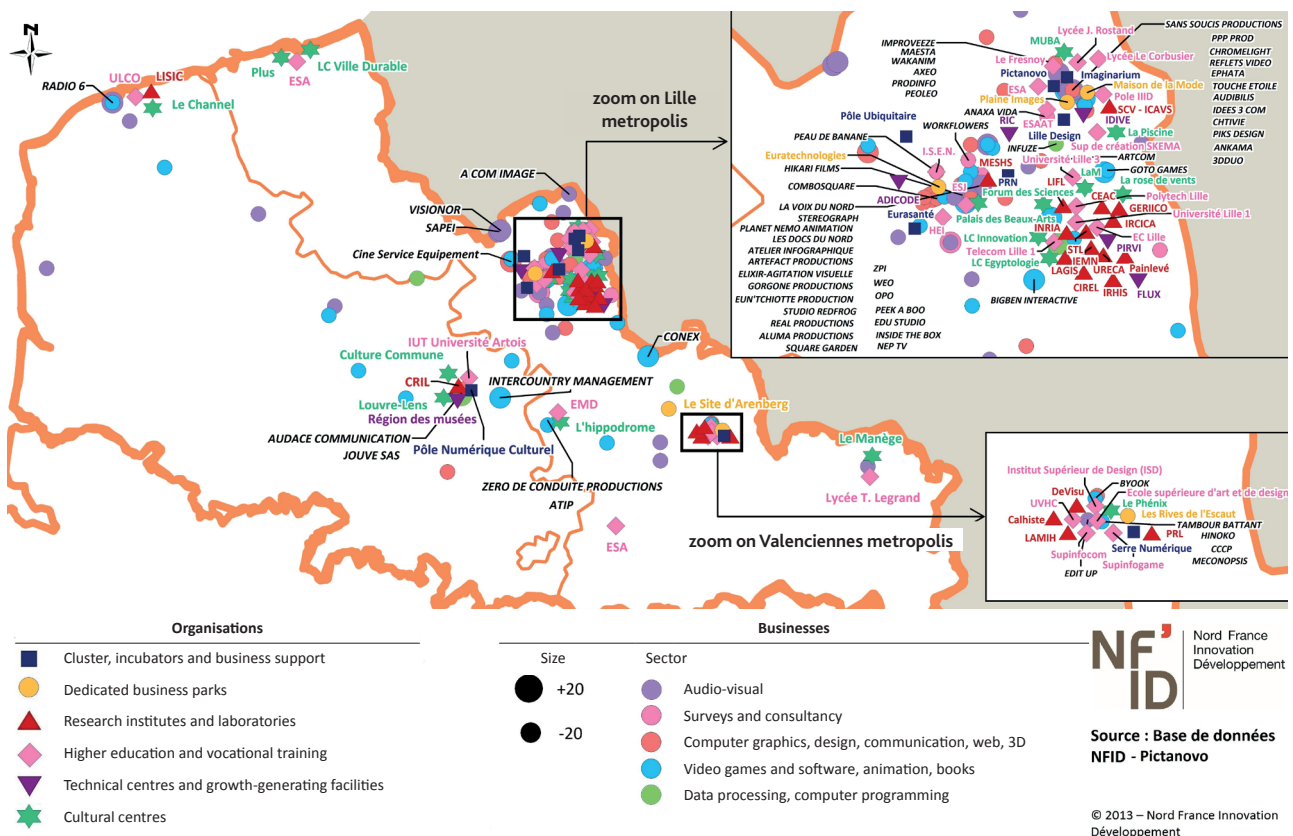 N
RADIO 6
ULCO
LISIC
Le Channel
Plus
ESA
LC Ville Durable
zoom on Lille
metropolis
A COM IMAGE
VISIONOR
SAPEI
Cine Service Equipement
CONEX
IUT Université Artois
Culture Commune
CRIL
Louvre-Lens
Région des musées
AUDACE COMMUNICATION
JOUVE SAS
Pôle Numérique Culturel
INTERCOUNTRY MANAGEMENT
EMD
L'hippodrome
ZERO DE CONDUITE PRODUCTIONS
ATIP
ESA
Le Site d'Arenberg
Le Manège
Lycée T. Legrand
zoom on Valenciennes metropolis
SANS SOUCIS PRODUCTIONS
PPP PROD
CHROMELIGHT
REFLETS VIDEO
EPHATA
TOUCHE ETOILE
AUDIBILIS
IDEES 3 COM
CHTIVIE
PIKS DESIGN
ANKAMA
3DDUO
IMPROVEEZE
MAESTA
WAKANIM
AXEO
PRODINFO
PEOLEO
MUBA
Lycée J. Rostand
Le Fresnoy
Lycée Le Corbusier
Pictanovo
Imaginarium
ESA
Maison de la Mode
Plaine Images
Pole IIID
ANAXA VIDA
ESAAT
SCV - ICAVS
IDIVE
RIC
Pôle Ubiquitaire
WORKFLOWERS
Lille Design
La Piscine
PEAU DE BANANE
INFUZE
Sup de création SKEMA
I.S.E.N.
Euratechnologies
MESHS
Université Lille 3
ARTCOM
HIKARI FILMS
LaM
GOTO GAMES
ESJ
PRN
LIFL
La rose de vents
COMBOSQUARE
ADICODE
Forum des Sciences
CEAC
Polytech Lille
LA VOIX DU NORD
Eurasanté
Palais des Beaux-Arts
GERIICO
Université Lille 1
STEREOGRAPH
HEI
INRIA
IRCICA
PLANET NEMO ANIMATION
LES DOCS DU NORD
LC Innovation
EC Lille
ATELIER INFOGRAPHIQUE
Telecom Lille 1
STL
PIRVI
ARTEFACT PRODUCTIONS
LC Egyptologie
IEMN
Painlevé
ELIXIR-AGITATION VISUELLE
LAGIS
URECA
GORGONE PRODUCTIONS
CIREL
IRHIS
FLUX
EUN'TCHIOTTE PRODUCTION
BIGBEN INTERACTIVE
STUDIO REDFROG
REAL PRODUCTIONS
ALUMA PRODUCTIONS
SQUARE GARDEN
ZPI
WEO
OPO
PEEK A BOO
EDU STUDIO
INSIDE THE BOX
NEP TV
Institut Supérieur de Design (ISD)
BYOOK
DeVisu
Ecole supérieure d'art et de design
UVHC
Le Phénix
Les Rives de l'Escaut
Calhiste
TAMBOUR BATTANT
LAMIH
PRL
HINOKO
Supinfocom
Serre Numérique
CCCP
Supinfogame
MECONOPSIS
EDIT UP
Organisations
Cluster, incubators and business support
Dedicated business parks
Research institutes and laboratories
Higher education and vocational training
Technical centres and growth-generating facilities
Cultural centres
Businesses
Size
+20
-20
Sector
Audio-visual
Surveys and consultancy
Computer graphics, design, communication, web, 3D
Video games and software, animation, books
Data processing, computer programming
NF'
ID
Nord France
Innovation
Développement
Source : Base de données
NFID - Pictanovo
© 2013 – Nord France Innovation
Développement